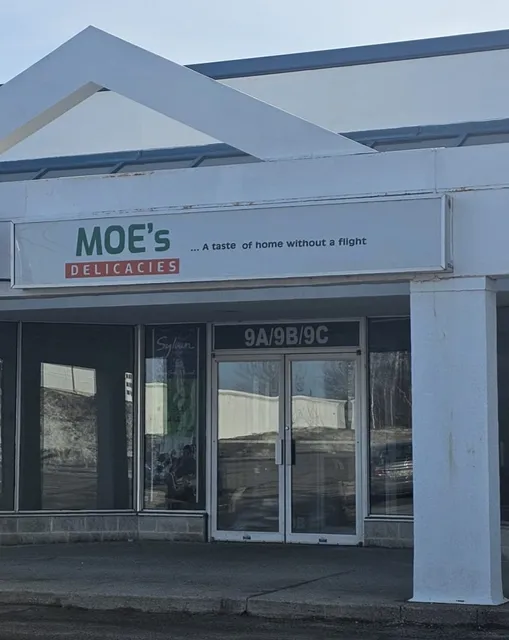 MOE's
DELICACIES
... A taste of home without a flight
9A/9B/9C